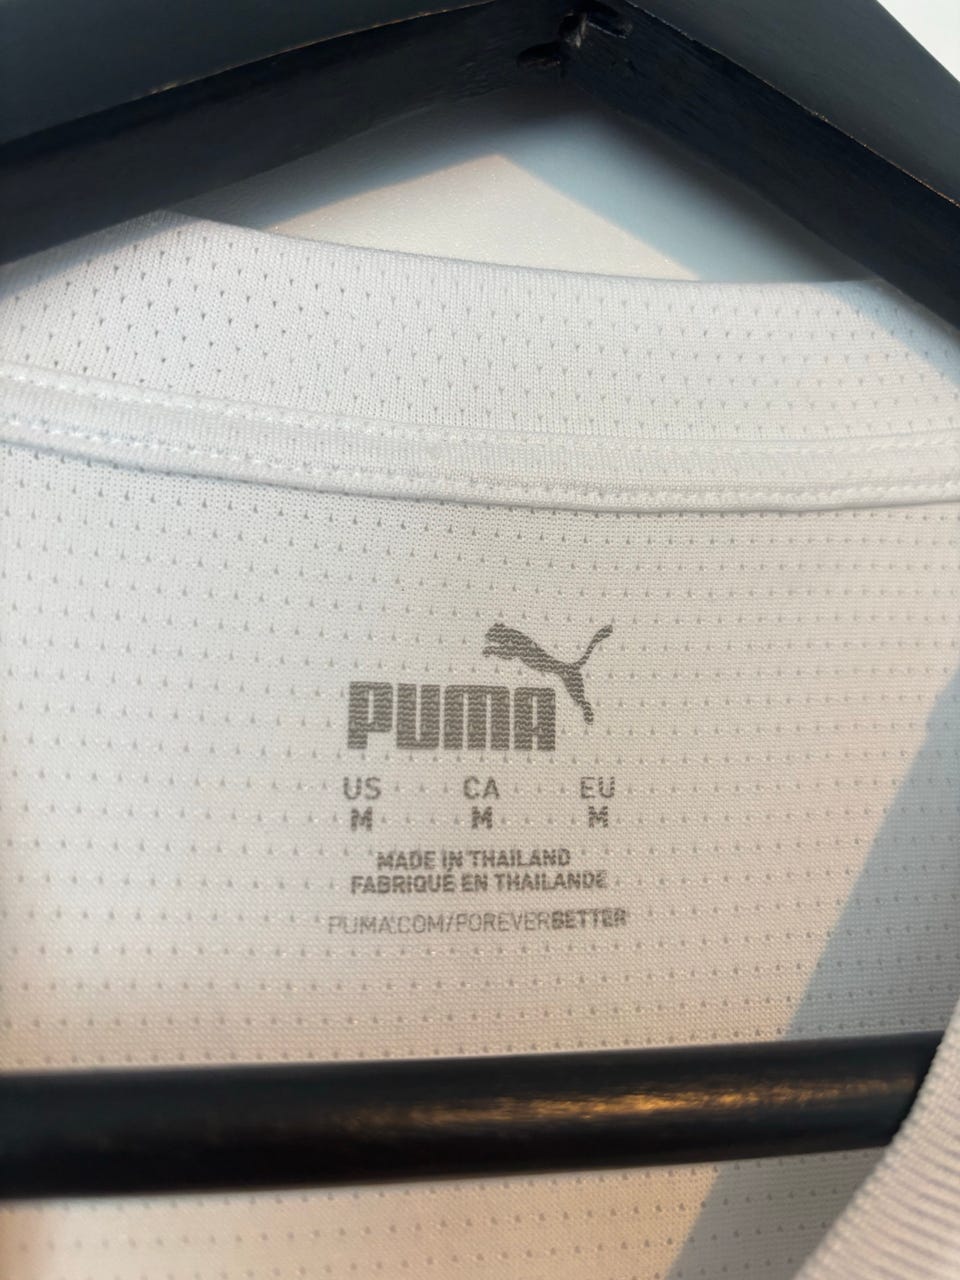 PUMA
US CA EU
M M M
MADE IN THAILAND
FABRIQUÉ EN THAILANDE
PUMA.COM/FOREVERBETTER